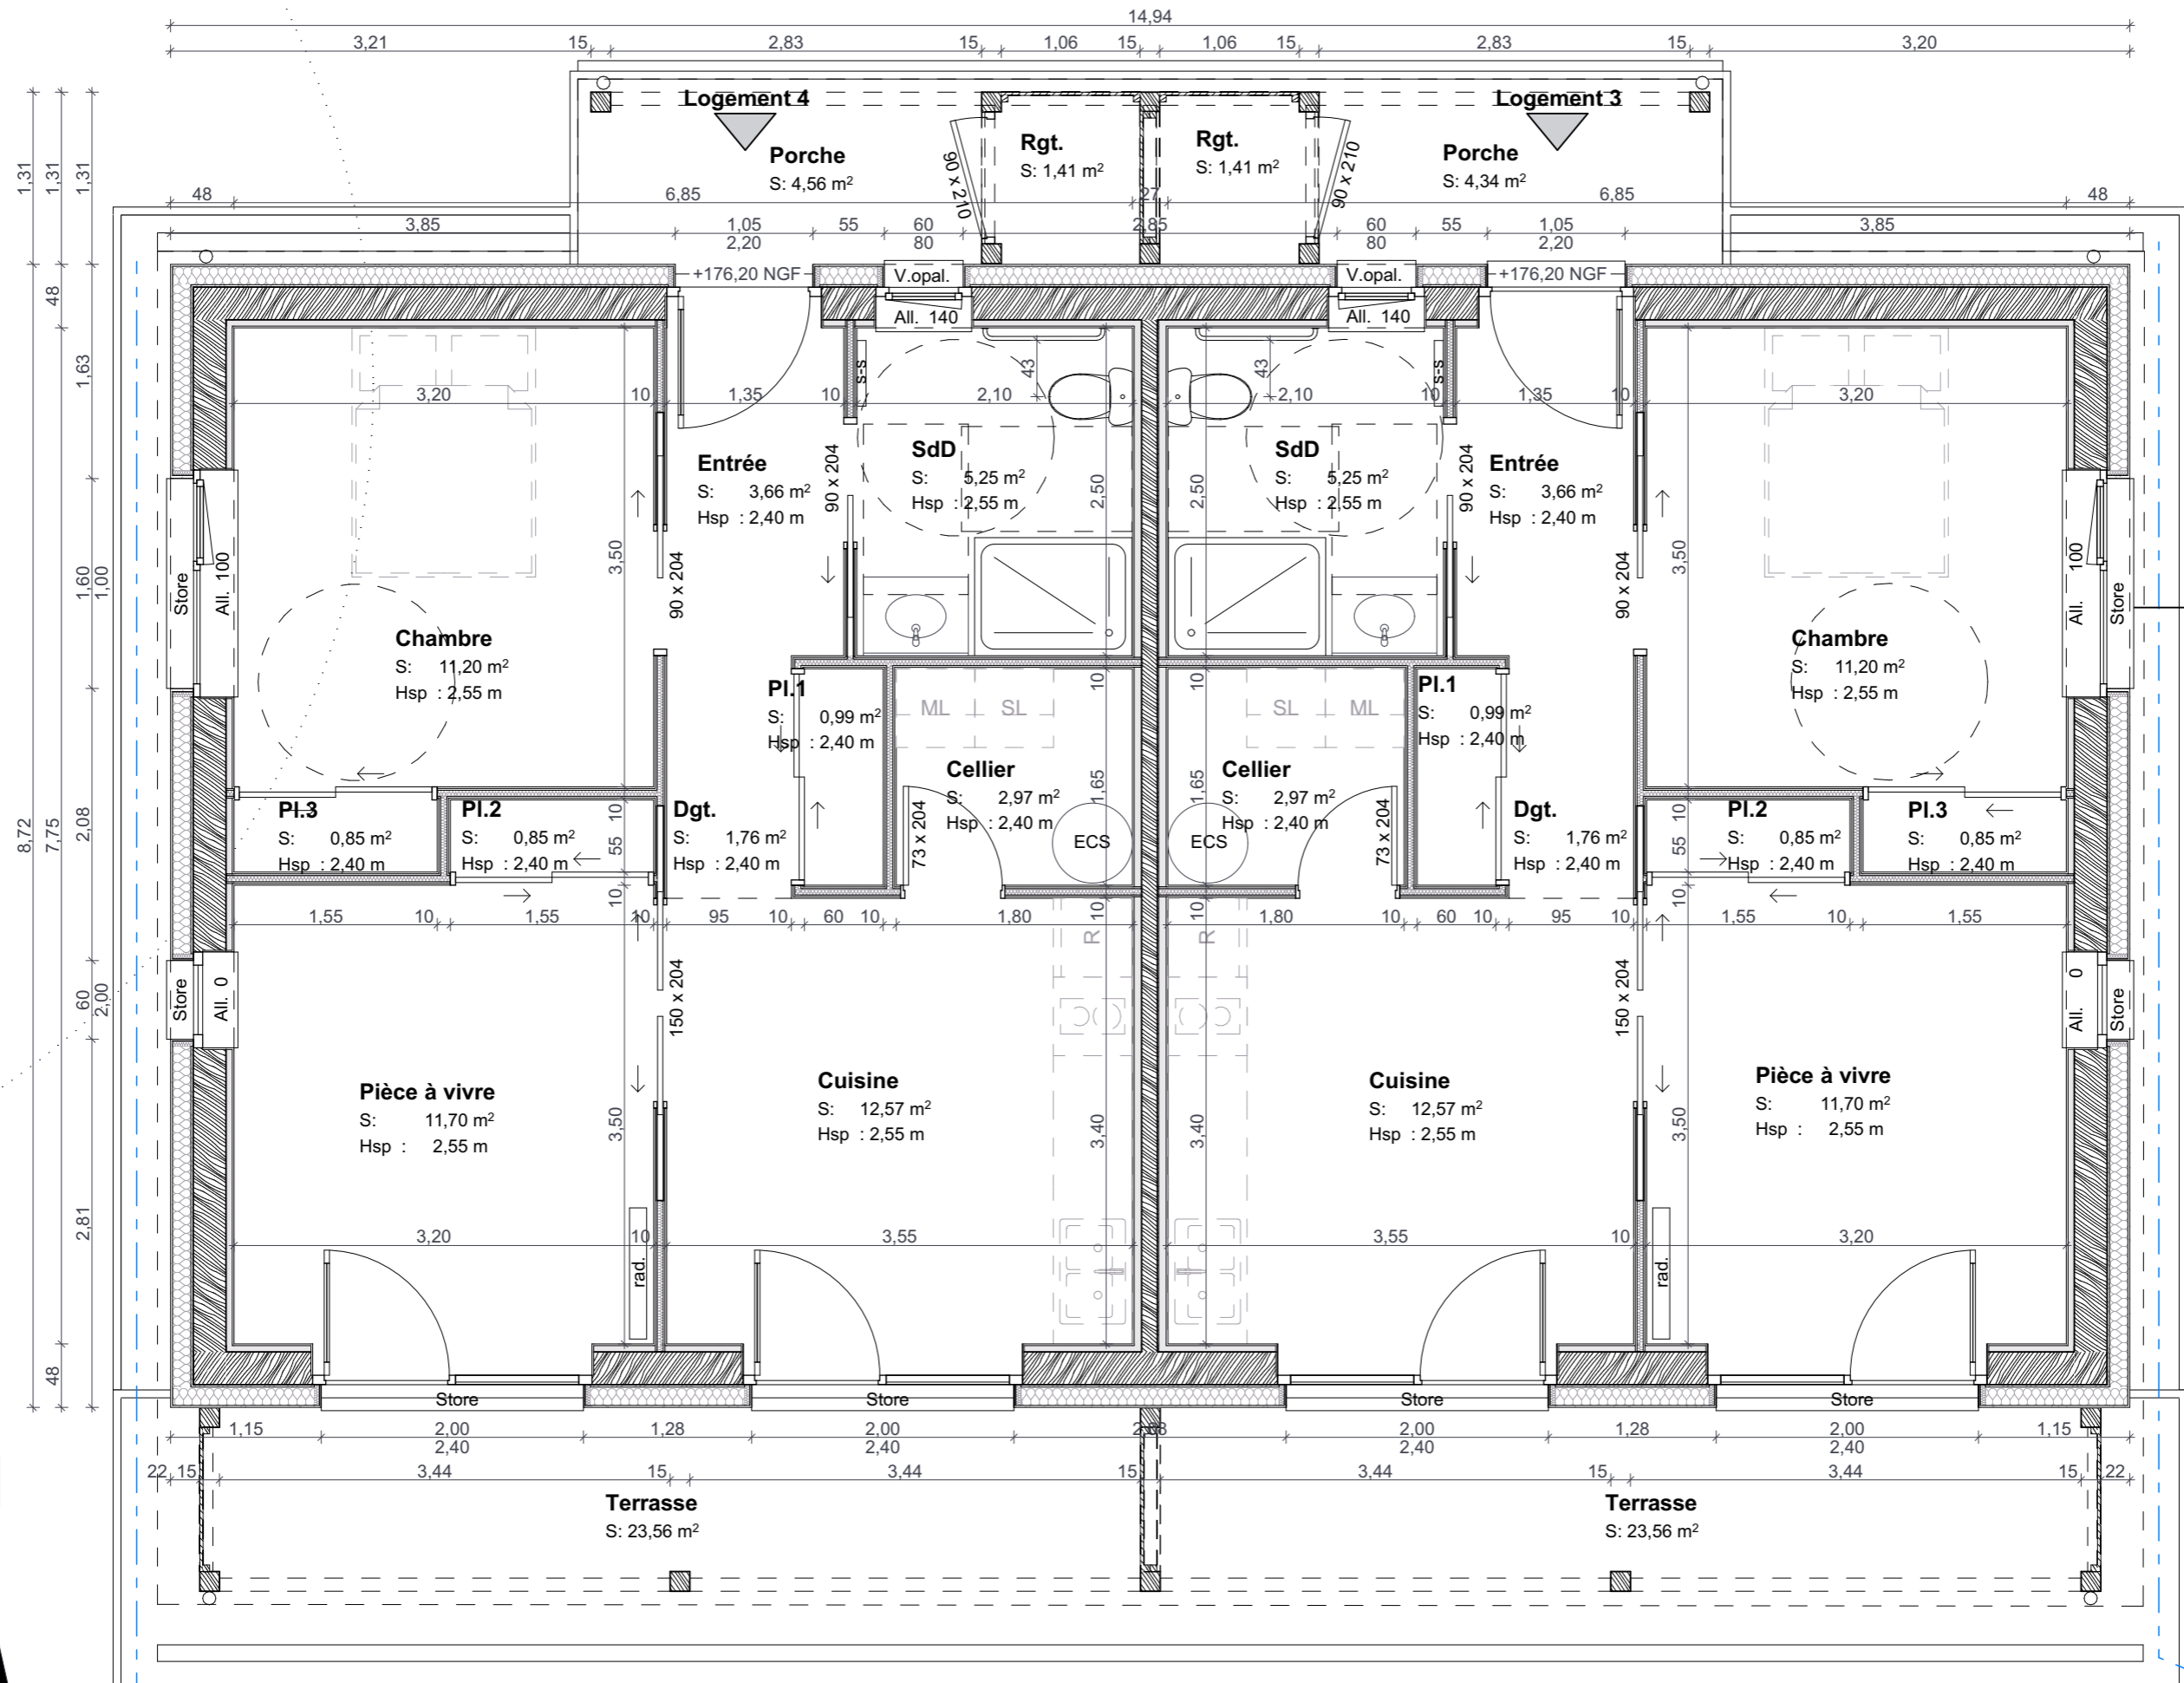 14,94
3,21 15 2,83 15 1,06 15 1,06 15 2,83 15 3,20
Logement 4 Logement 3
Porche
S: 4,56 m²
Rgt.
S: 1,41 m²
Rgt.
S: 1,41 m²
Porche
S: 4,34 m²
90 x 210 90 x 210
1,31 1,31 1,31
48 6,85 27 6,85 48
3,85 1,05 55 60 2,85 60 55 1,05 3,85
2,20 80 80 2,20
+176,20 NGF V.opal. V.opal. +176,20 NGF
All. 140 All. 140
48
1,63
s-s 43 43 s-s
3,20 10 1,35 10 2,10 2,10 10 1,35 10 3,20
Entrée
S: 3,66 m²
Hsp : 2,40 m
90 x 204
SdD
S: 5,25 m²
Hsp : 2,55 m
2,50 2,50
SdD
S: 5,25 m²
Hsp : 2,55 m
90 x 204
Entrée
S: 3,66 m²
Hsp : 2,40 m
1,60 1,00 Store All. 100 3,50 90 x 204 90 x 204 3,50 All. 100 Store
Chambre
S: 11,20 m²
Hsp : 2,55 m
Chambre
S: 11,20 m²
Hsp : 2,55 m
Pl.1
S: 0,99 m²
Hsp : 2,40 m
ML SL 10 10 SL ML
Pl.1
S: 0,99 m²
Hsp : 2,40 m
Cellier
S: 2,97 m²
Hsp : 2,40 m
1,65 1,65
Cellier
S: 2,97 m²
Hsp : 2,40 m
8,72 7,75 2,08
Pl.3
S: 0,85 m²
Hsp : 2,40 m
Pl.2
S: 0,85 m²
Hsp : 2,40 m
10 55 10
Dgt.
S: 1,76 m²
Hsp : 2,40 m
73 x 204 ECS ECS 73 x 204
Dgt.
S: 1,76 m²
Hsp : 2,40 m
10 55 10
Pl.2
S: 0,85 m²
Hsp : 2,40 m
Pl.3
S: 0,85 m²
Hsp : 2,40 m
1,55 10 1,55 10 95 10 60 10 1,80 10 10 1,80 10 60 10 95 10 1,55 10 1,55
R R
60 2,00 Store All. 0 150 x 204 150 x 204 All. 0 Store
Pièce à vivre
S: 11,70 m²
Hsp : 2,55 m
3,50
Cuisine
S: 12,57 m²
Hsp : 2,55 m
3,40 3,40
Cuisine
S: 12,57 m²
Hsp : 2,55 m
3,50
Pièce à vivre
S: 11,70 m²
Hsp : 2,55 m
2,81
3,20 10 3,55 3,55 10 3,20
rad. rad.
48
Store Store Store Store
1,15 2,00 1,28 2,00 2,00 1,28 2,00 1,15
2,40 2,40 2,40 2,40
22 15 3,44 15 3,44 15 3,44 15 3,44 15 22
Terrasse
S: 23,56 m²
Terrasse
S: 23,56 m²